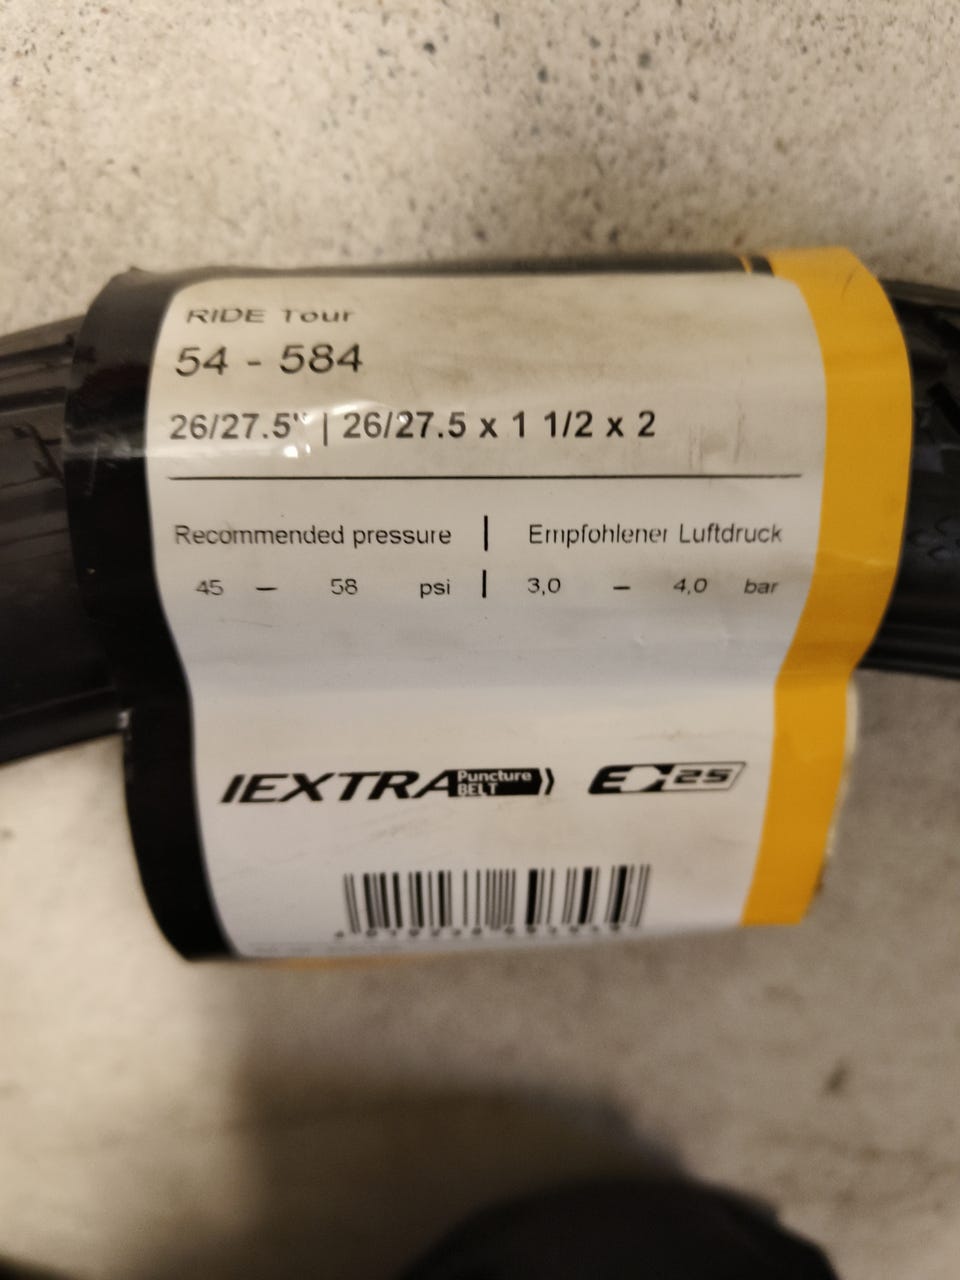 RIDE Tour
54 - 584
26/27.5" | 26/27.5 x 1 1/2 x 2
Recommended pressure | Empfohlener Luftdruck
45 – 58 psi | 3,0 – 4,0 bar
EXTRA Puncture BELT E 25